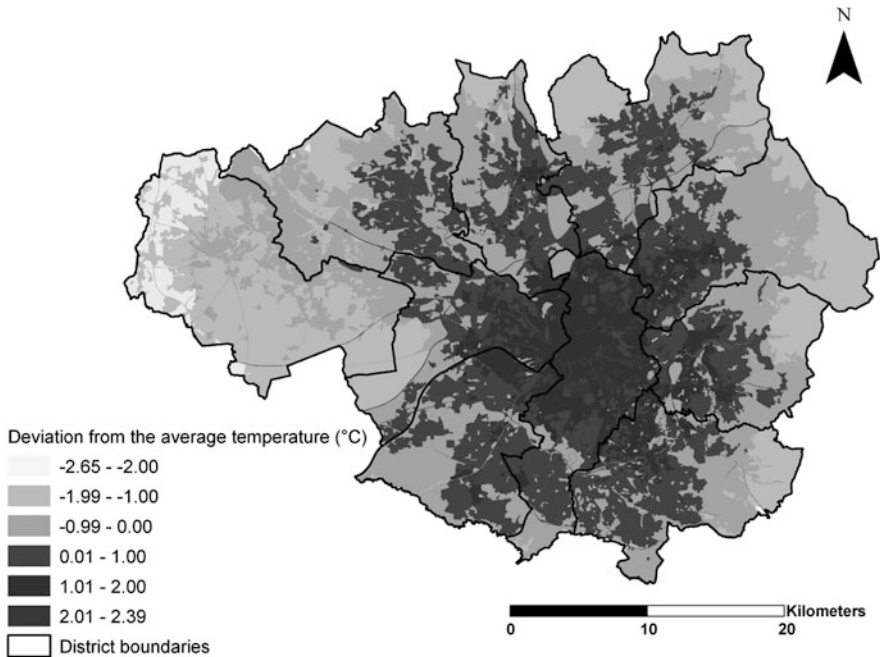 N
Deviation from the average temperature (°C)
-2.65 - -2.00
-1.99 - -1.00
-0.99 - 0.00
0.01 - 1.00
1.01 - 2.00
2.01 - 2.39
District boundaries
Kilometers
0 10 20